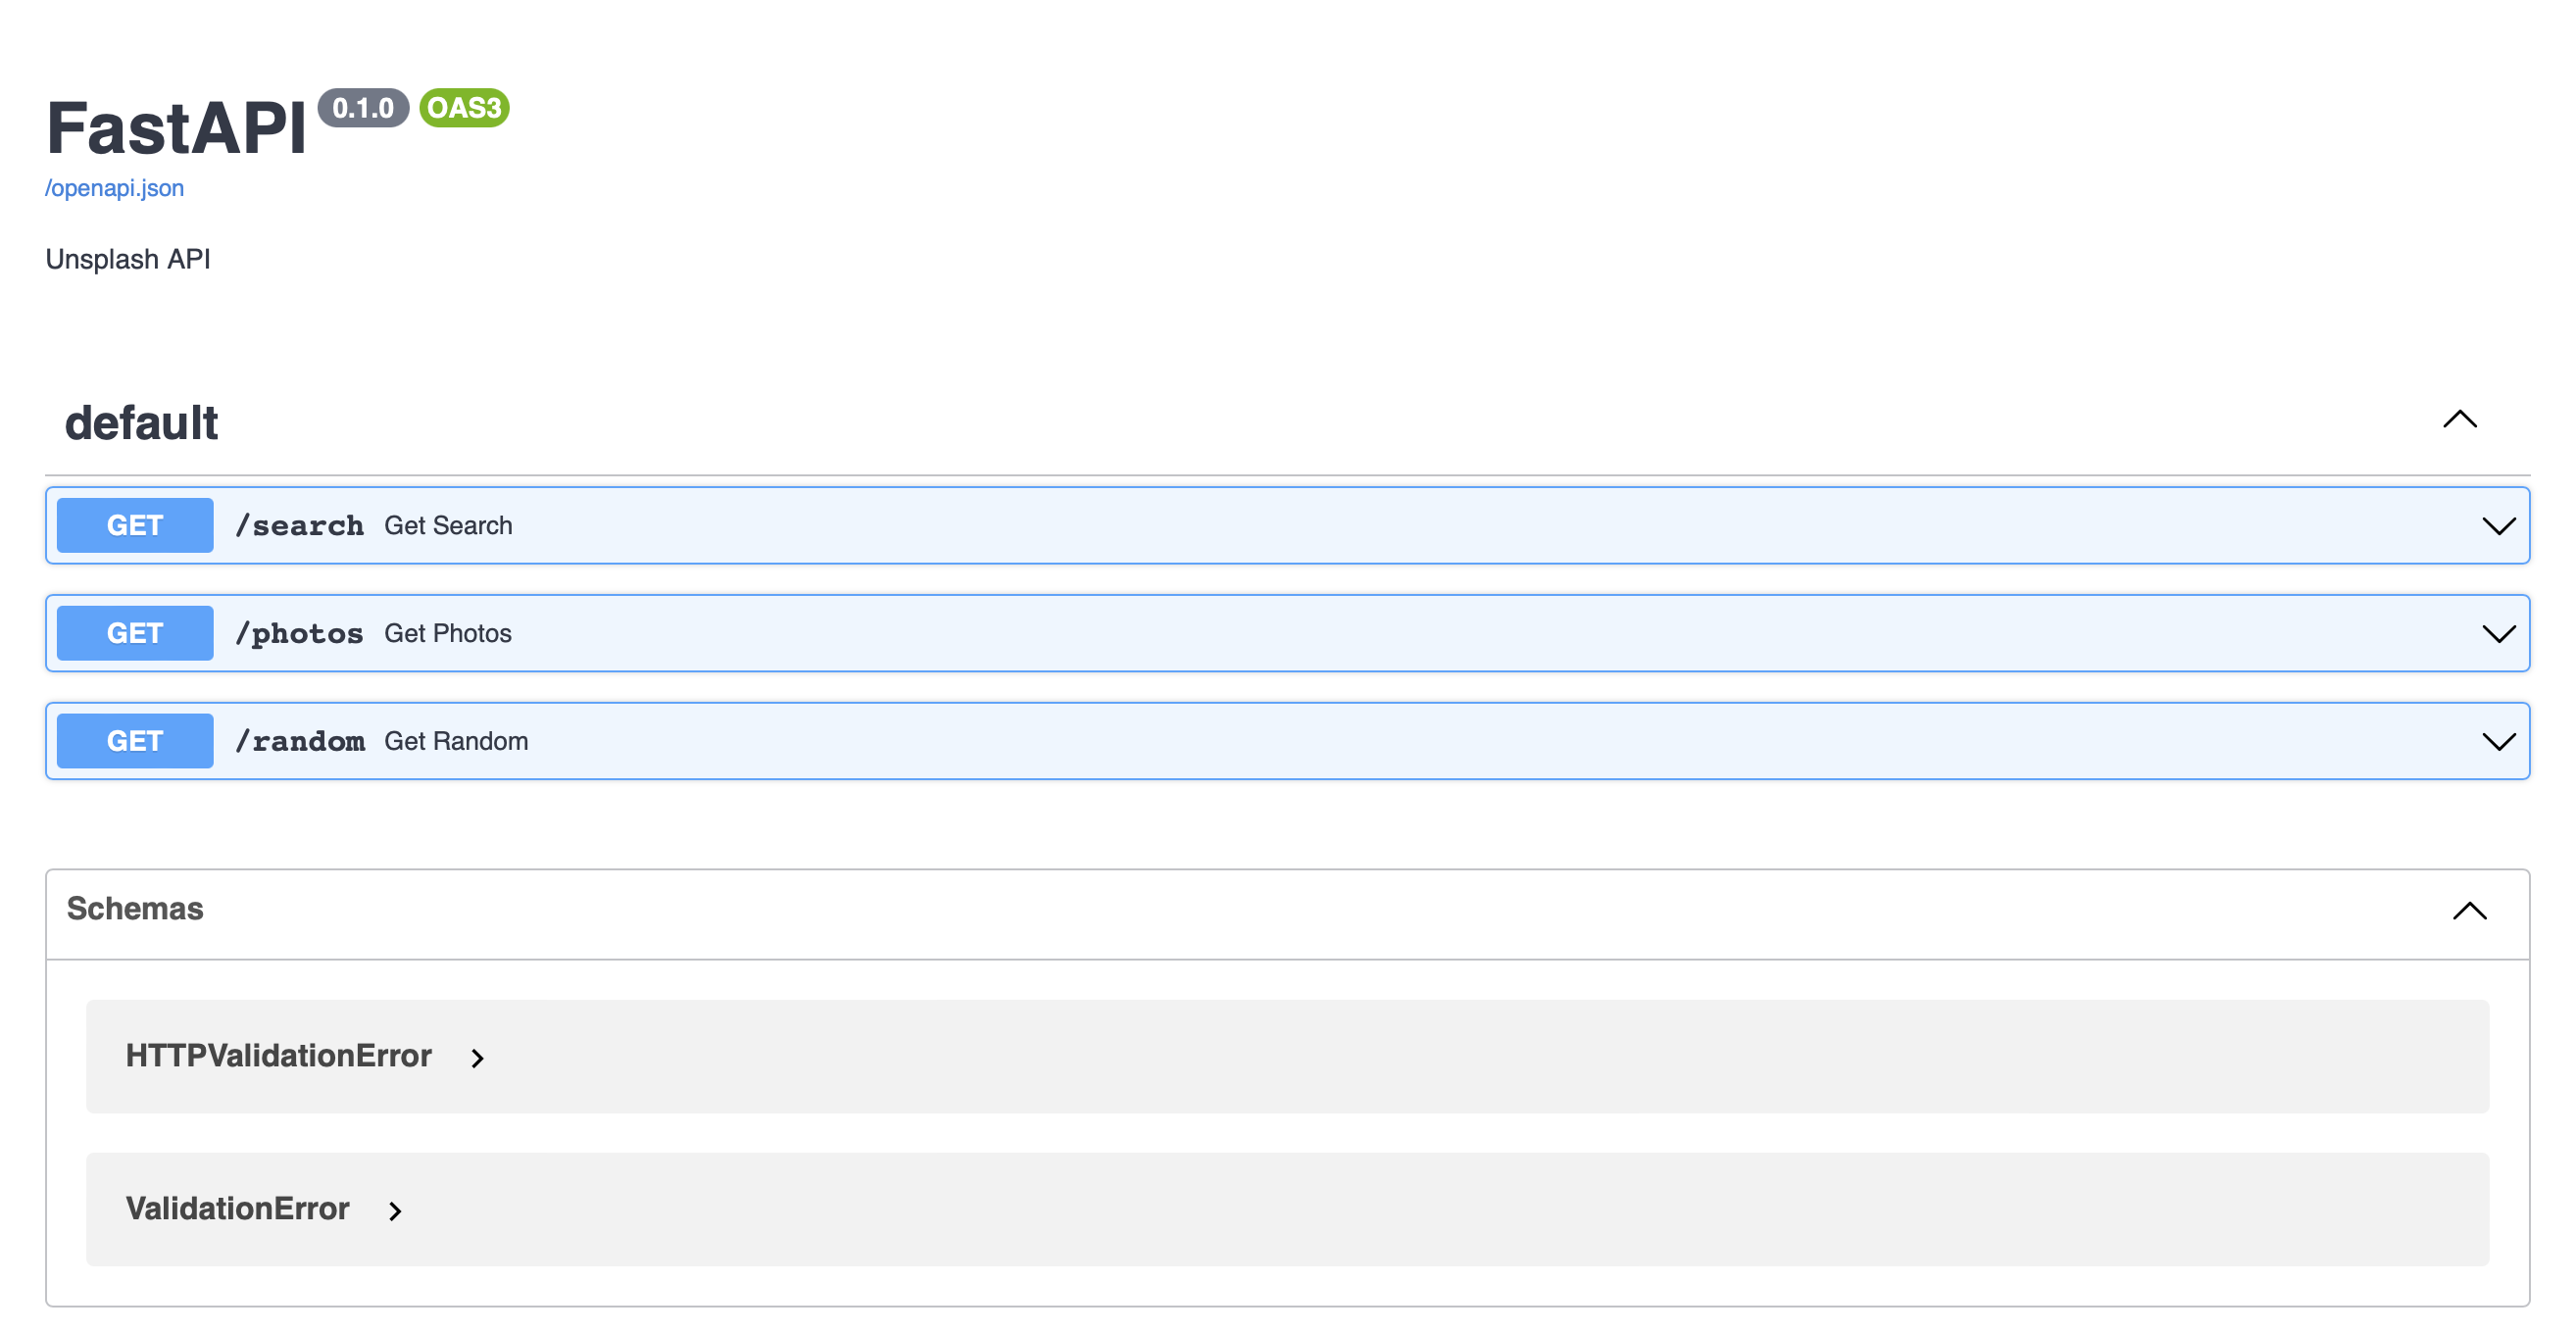 FastAPI 0.1.0 OAS3
/openapi.json
Unsplash API
default
GET /search Get Search
GET /photos Get Photos
GET /random Get Random
Schemas
HTTPValidationError
ValidationError